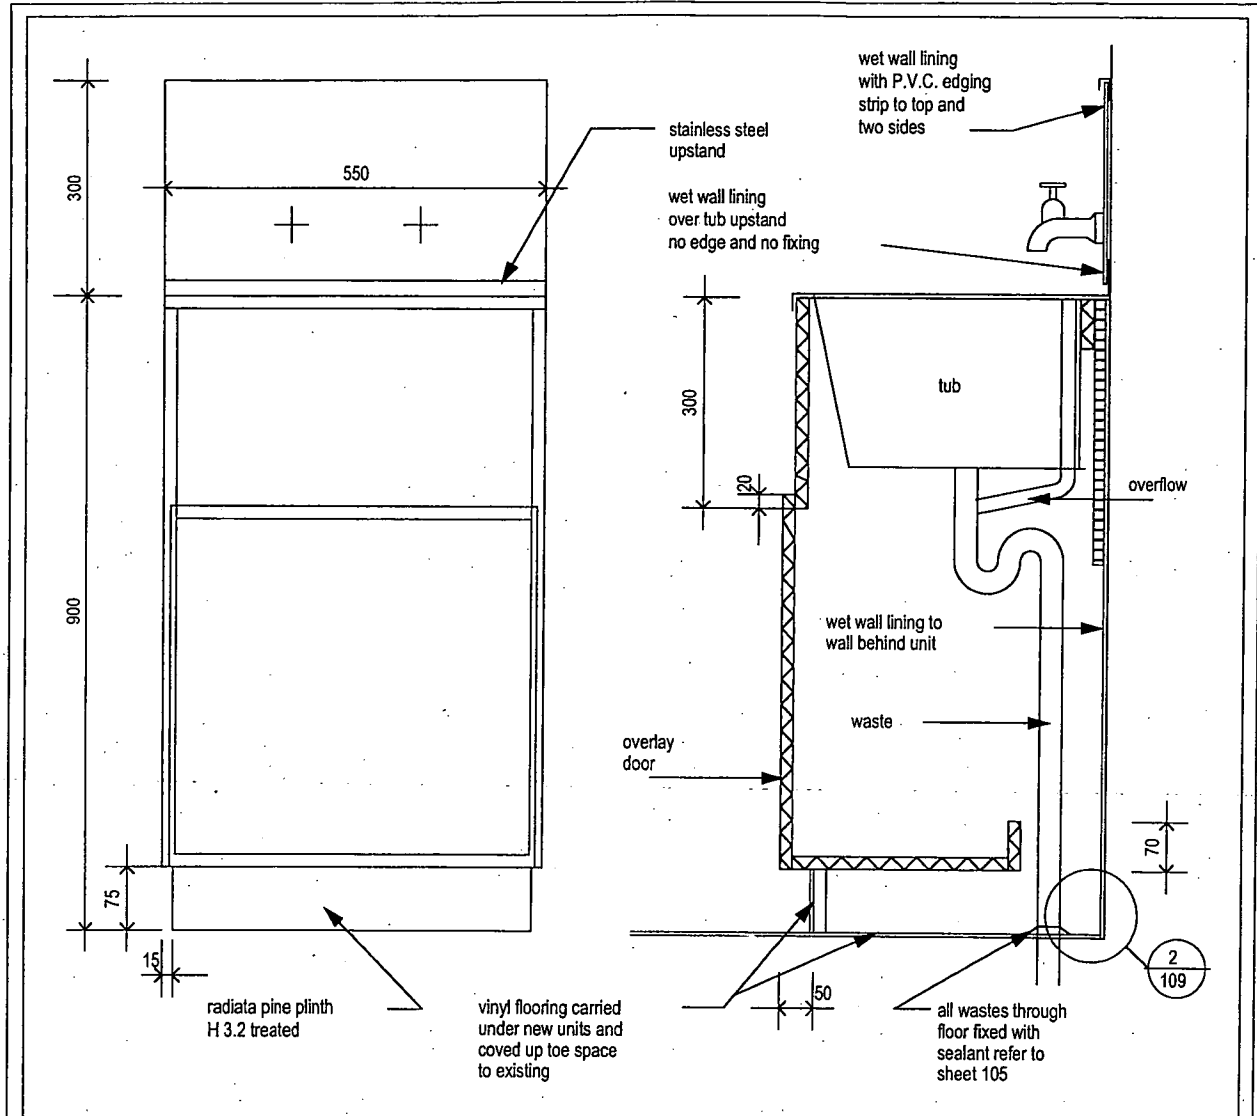 wet wall lining
with P.V.C. edging
strip to top and
two sides
stainless steel
upstand
300
550
wet wall lining
over tub upstand
no edge and no fixing
300
tub
20
overflow
900
wet wall lining to
wall behind unit
waste
overlay
door
70
75
15
50
2
109
radiata pine plinth
H 3.2 treated
vinyl flooring carried
under new units and
coved up toe space
to existing
all wastes through
floor fixed with
sealant refer to
sheet 105